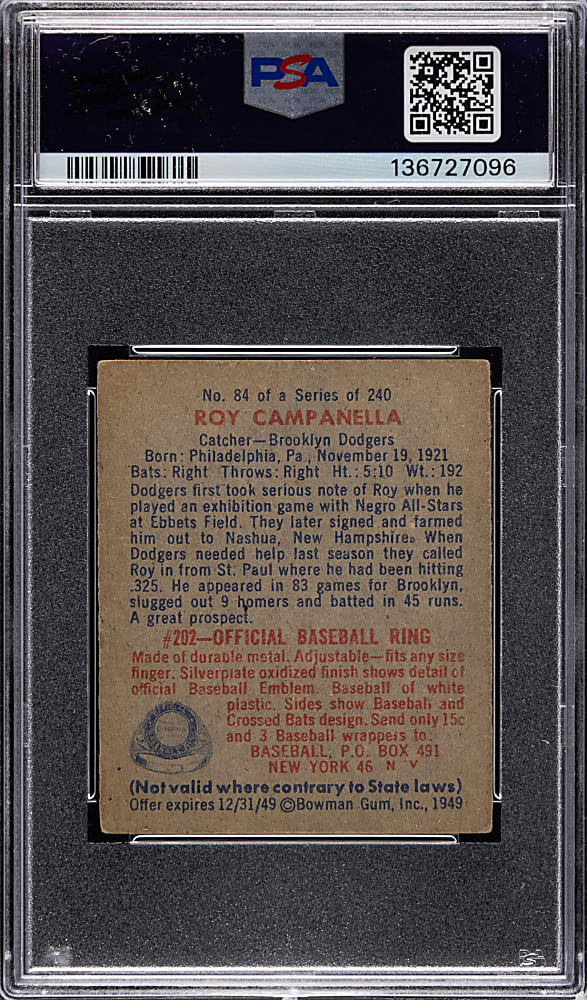 PSA
136727096
No. 84 of a Series of 240
ROY CAMPANELLA
Catcher—Brooklyn Dodgers
Born: Philadelphia, Pa., November 19, 1921
Bats: Right Throws: Right Ht.: 5:10 Wt.: 192
Dodgers first took serious note of Roy when he
played an exhibition game with Negro All-Stars
at Ebbets Field. They later signed and farmed
him out to Nashua, New Hampshire. When
Dodgers needed help last season they called
Roy in from St. Paul where he had been hitting
.325. He appeared in 83 games for Brooklyn,
slugged out 9 homers and batted in 45 runs.
A great prospect.
#202—OFFICIAL BASEBALL RING
Made of durable metal. Adjustable—fits any size
finger. Silverplate oxidized finish shows detail of
official Baseball Emblem. Baseball of white
plastic. Sides show Baseball and
Crossed Bats design. Send only 15c
and 3 Baseball wrappers to:
BASEBALL, P.O. BOX 491
NEW YORK 46 N Y
(Not valid where contrary to State laws)
Offer expires 12/31/49 ©Bowman Gum, Inc., 1949